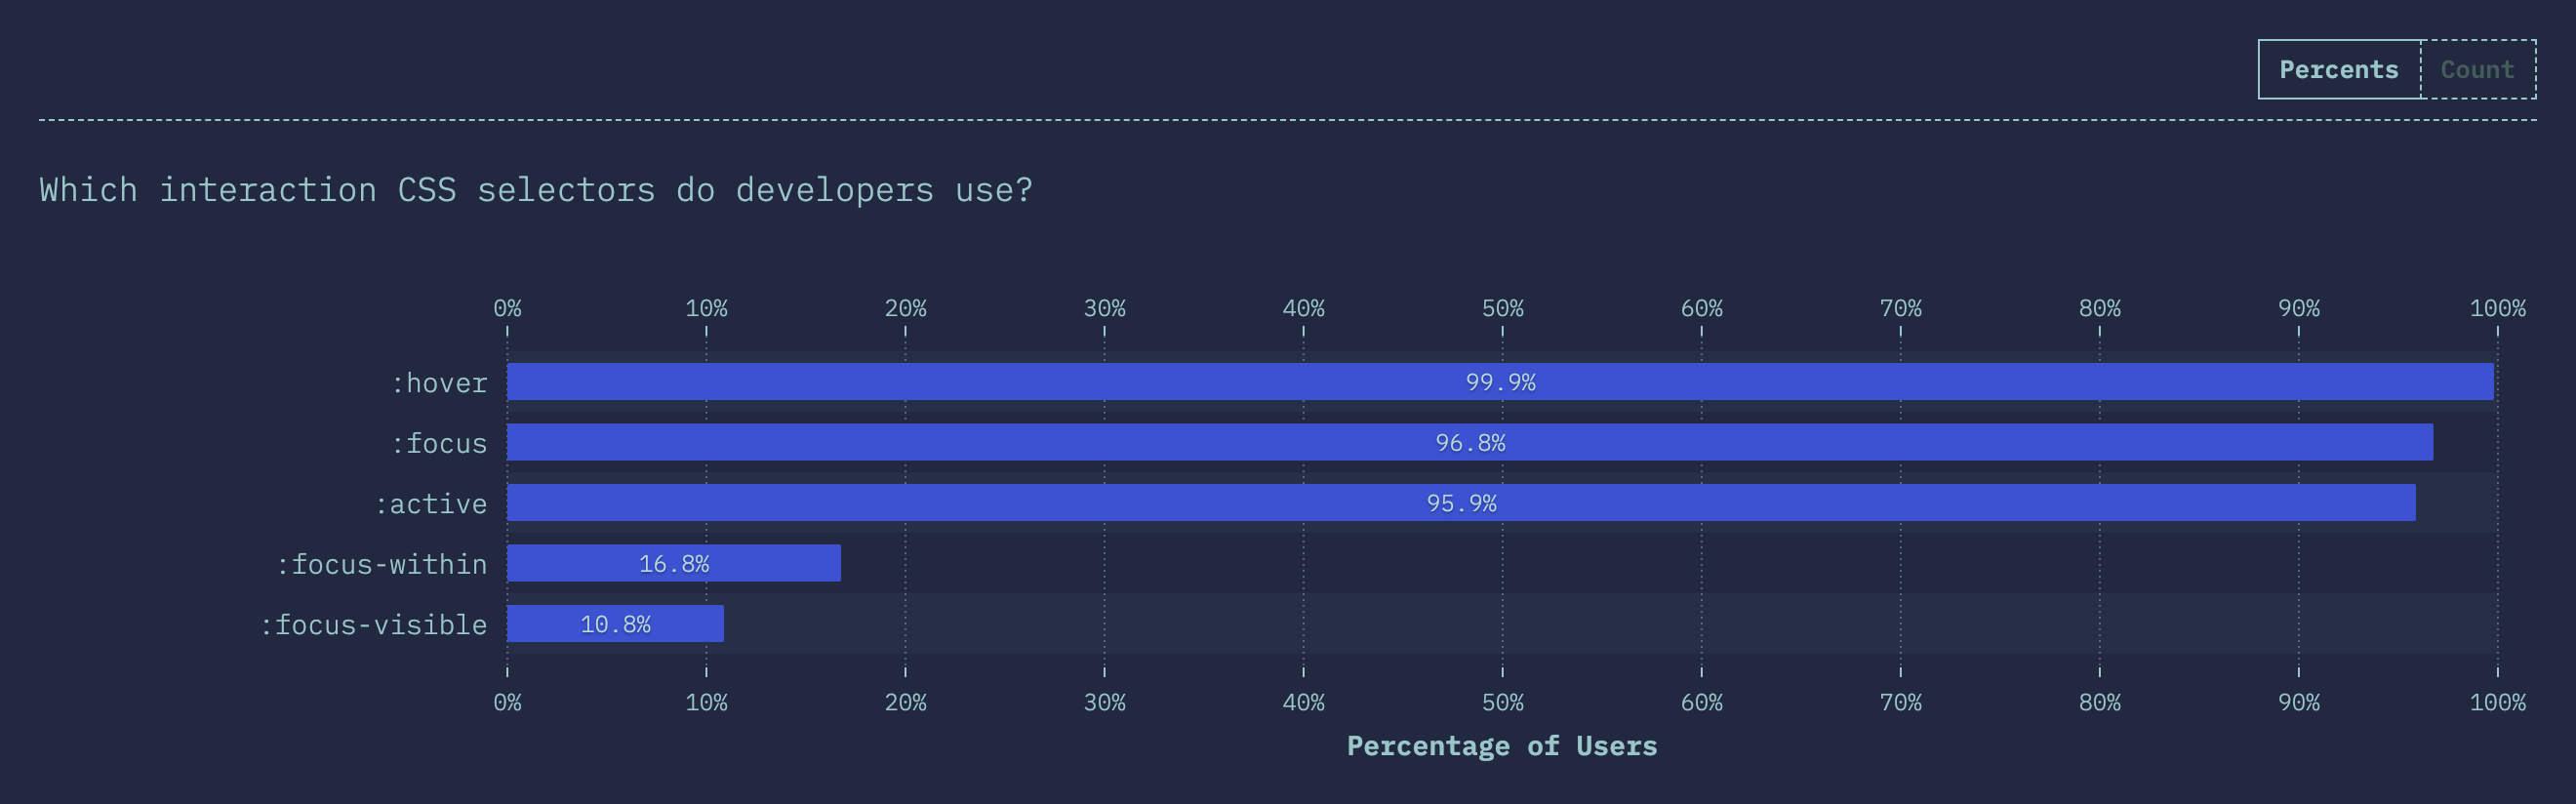 Percents Count
Which interaction CSS selectors do developers use?
0% 10% 20% 30% 40% 50% 60% 70% 80% 90% 100%
:hover 99.9%
:focus 96.8%
:active 95.9%
:focus-within 16.8%
:focus-visible 10.8%
0% 10% 20% 30% 40% 50% 60% 70% 80% 90% 100%
Percentage of Users